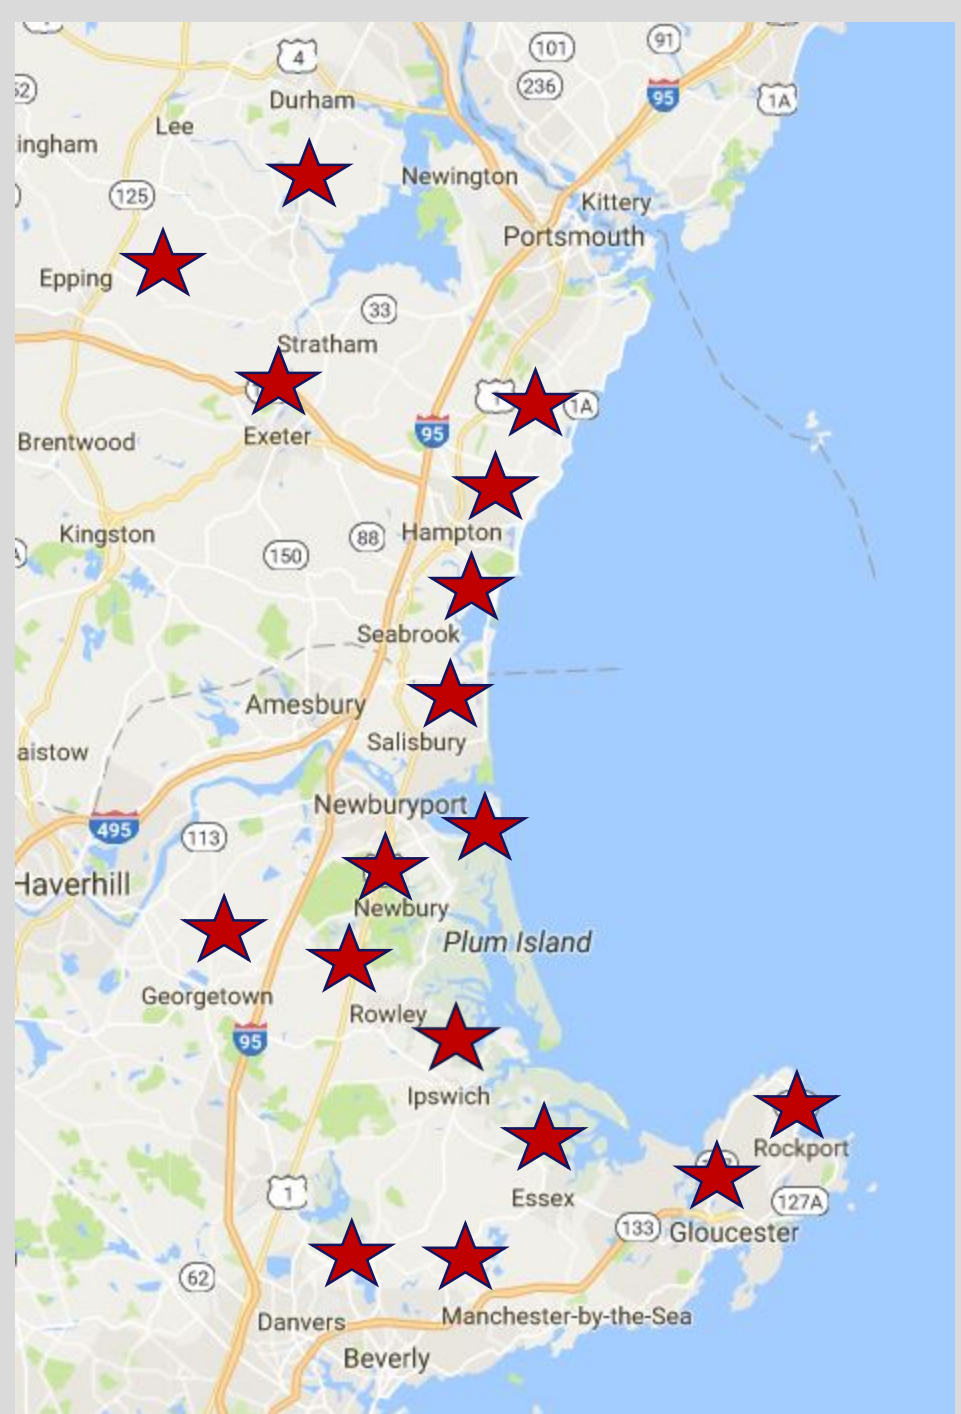 4
101
91
236
95
1A
Durham
Lee
ingham
125
Newington
Kittery
Portsmouth
Epping
33
Stratham
1
1A
95
Exeter
Brentwood
Kingston
88
Hampton
150
Seabrook
Amesbury
Salisbury
aistow
Newburyport
495
113
Haverhill
Newbury
Plum Island
Georgetown
Rowley
95
Ipswich
Rockport
1
Essex
127A
133
Gloucester
62
Danvers
Manchester-by-the-Sea
Beverly